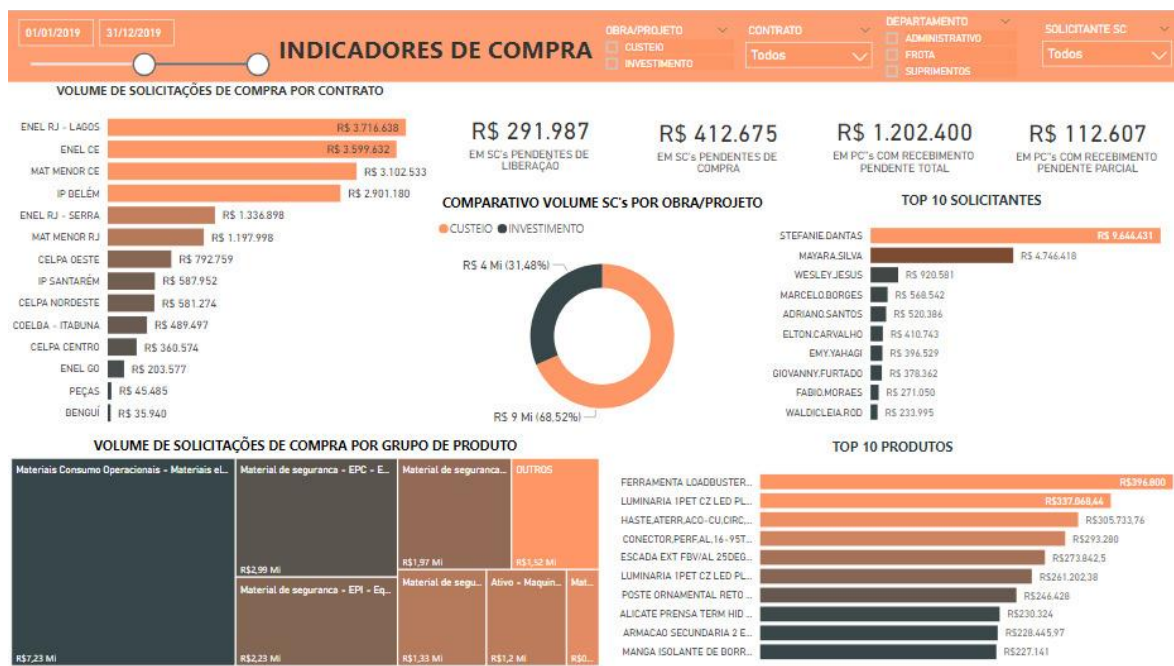 01/01/2019
31/12/2019
INDICADORES DE COMPRA
OBRA/PROJETO
CUSTEIO
INVESTIMENTO
CONTRATO
Todos
DEPARTAMENTO
ADMINISTRATIVO
FROTA
SUPRIMENTOS
SOLICITANTE SC
Todos
VOLUME DE SOLICITAÇÕES DE COMPRA POR CONTRATO
ENEL RJ - LAGOS R$ 3.716.638
ENEL CE R$ 3.599.632
MAT MENOR CE R$ 3.102.533
IP BELÉM R$ 2.901.180
ENEL RJ - SERRA R$ 1.336.898
MAT MENOR RJ R$ 1.197.998
CELPA OESTE R$ 792.759
IP SANTARÉM R$ 587.952
CELPA NORDESTE R$ 581.274
COELBA - ITABUNA R$ 489.497
CELPA CENTRO R$ 360.574
ENEL GO R$ 203.577
PEÇAS R$ 45.485
BENGUÍ R$ 35.940
R$ 291.987
EM SC's PENDENTES DE
LIBERAÇÃO
R$ 412.675
EM SC's PENDENTES DE
COMPRA
R$ 1.202.400
EM PC"s COM RECEBIMENTO
PENDENTE TOTAL
R$ 112.607
EM PC"s COM RECEBIMENTO
PENDENTE PARCIAL
COMPARATIVO VOLUME SC's POR OBRA/PROJETO
CUSTEIO INVESTIMENTO
R$ 4 Mi (31,48%)
R$ 9 Mi (68,52%)
TOP 10 SOLICITANTES
STEFANIE.DANTAS R$ 9.644.431
MAYARA.SILVA R$ 4.746.418
WESLEY.JESUS R$ 920.581
MARCELO.BORGES R$ 568.542
ADRIANO.SANTOS R$ 520.386
ELTON.CARVALHO R$ 410.743
EMY.YAHAGI R$ 396.529
GIOVANNY.FURTADO R$ 378.362
FABIO.MORAES R$ 271.050
WALDICLEIA.ROD R$ 233.995
VOLUME DE SOLICITAÇÕES DE COMPRA POR GRUPO DE PRODUTO
Materiais Consumo Operacionais - Materiais el...
R$7,23 Mi
Material de seguranca - EPC - E...
R$2,99 Mi
Material de seguranca - EPI - Eq...
R$2,23 Mi
Material de seguranca...
R$1,97 Mi
OUTROS
R$1,52 Mi
Material de segu...
R$1,33 Mi
Ativo - Maquin...
R$1,2 Mi
Mat...
R$0...
TOP 10 PRODUTOS
FERRAMENTA LOADBUSTER... R$396.800
LUMINARIA 1PET CZ LED PL... R$337.068,44
HASTE,ATERR,ACO-CU,CIRC,... R$305.733,76
CONECTOR,PERF,AL,16-95T... R$293.280
ESCADA EXT FBV/AL 25DEG... R$273.842,5
LUMINARIA 1PET CZ LED PL... R$261.202,38
POSTE ORNAMENTAL RETO ... R$246.428
ALICATE PRENSA TERM HID ... R$230.324
ARMACAO SECUNDARIA 2 E... R$228.445,97
MANGA ISOLANTE DE BORR... R$227.141